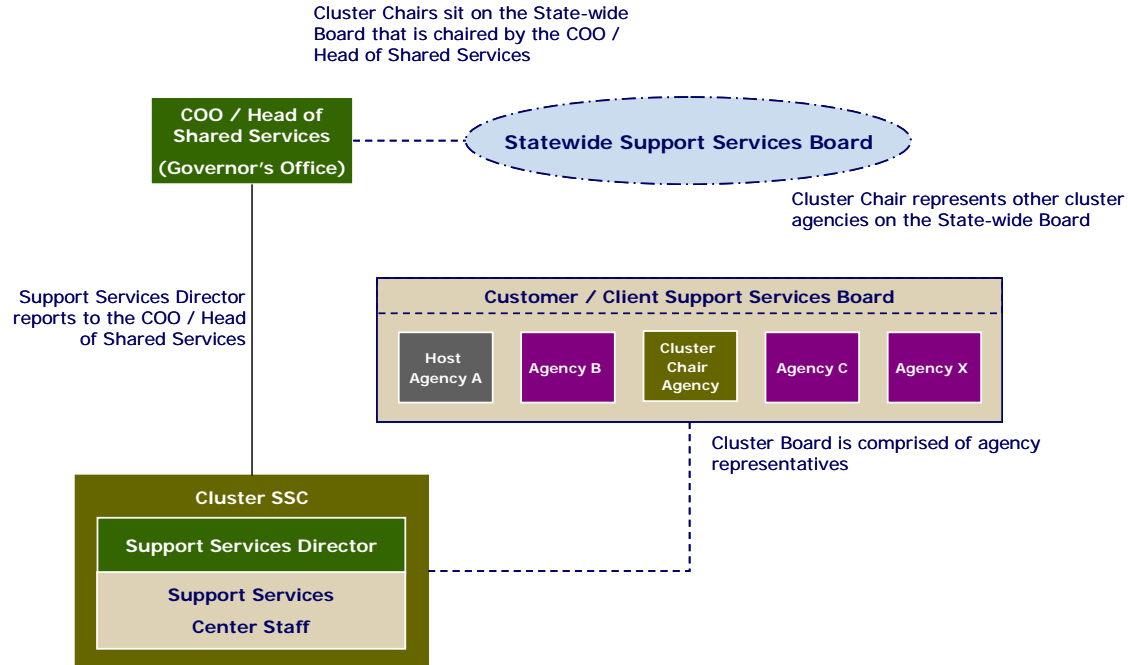 Cluster Chairs sit on the State-wide
Board that is chaired by the COO /
Head of Shared Services
COO / Head of
Shared Services
(Governor's Office)
Statewide Support Services Board
Cluster Chair represents other cluster
agencies on the State-wide Board
Support Services Director
reports to the COO / Head
of Shared Services
Customer / Client Support Services Board
Host
Agency A
Agency B
Cluster
Chair
Agency
Agency C
Agency X
Cluster Board is comprised of agency
representatives
Cluster SSC
Support Services Director
Support Services
Center Staff